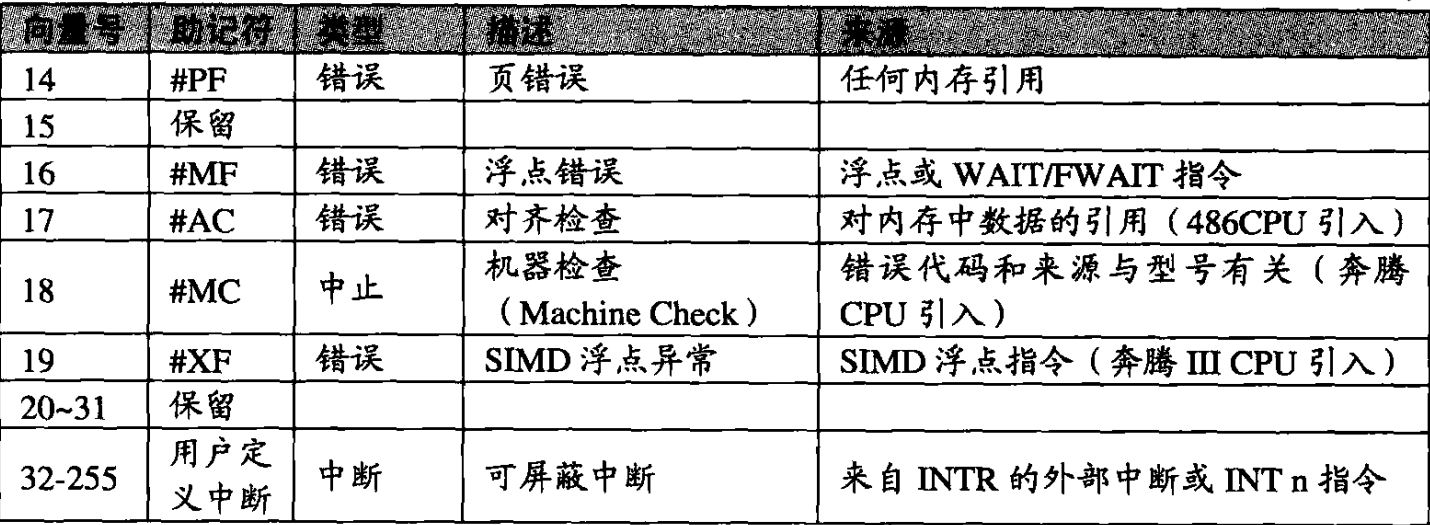 向量号 助记符 类型 描述 来源
14 #PF 错误 页错误 任何内存引用
15 保留
16 #MF 错误 浮点错误 浮点或 WAIT/FWAIT 指令
17 #AC 错误 对齐检查 对内存中数据的引用（486CPU 引入）
18 #MC 中止 机器检查 错误代码和来源与型号有关（奔腾
（Machine Check） CPU 引入）
19 #XF 错误 SIMD 浮点异常 SIMD 浮点指令（奔腾 III CPU 引入）
20~31 保留
32-255 用户定 中断 可屏蔽中断 来自 INTR 的外部中断或 INT n 指令
义中断